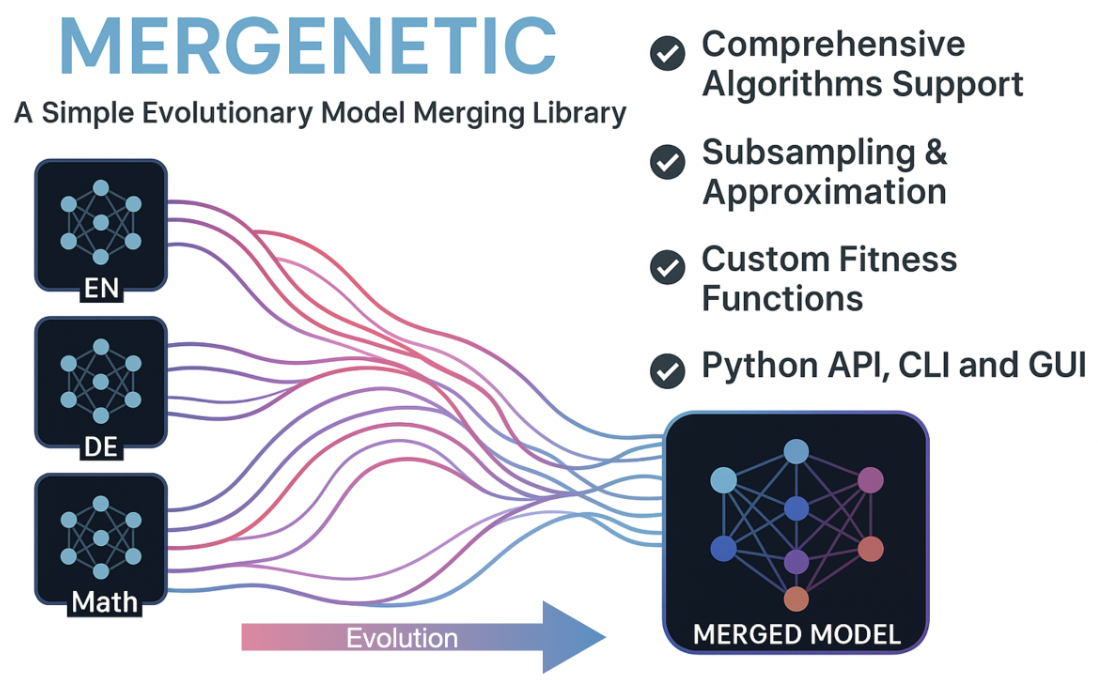 MERGENETIC
A Simple Evolutionary Model Merging Library
EN
DE
Math
Evolution
Comprehensive
Algorithms Support
Subsampling &
Approximation
Custom Fitness
Functions
Python API, CLI and GUI
MERGED MODEL